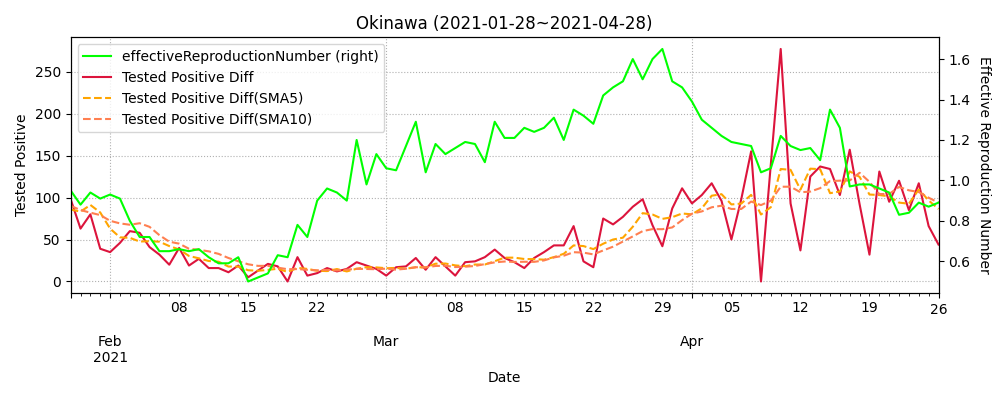 Okinawa (2021-01-28~2021-04-28)
effectiveReproductionNumber (right)
Tested Positive Diff
Tested Positive Diff(SMA5)
Tested Positive Diff(SMA10)
Tested Positive
250
200
150
100
50
0
1.6
1.4
1.2
1.0
0.8
0.6
Effective Reproduction Number
08 15 22 08 15 22 29 05 12 19 26
Feb Mar Apr
2021
Date